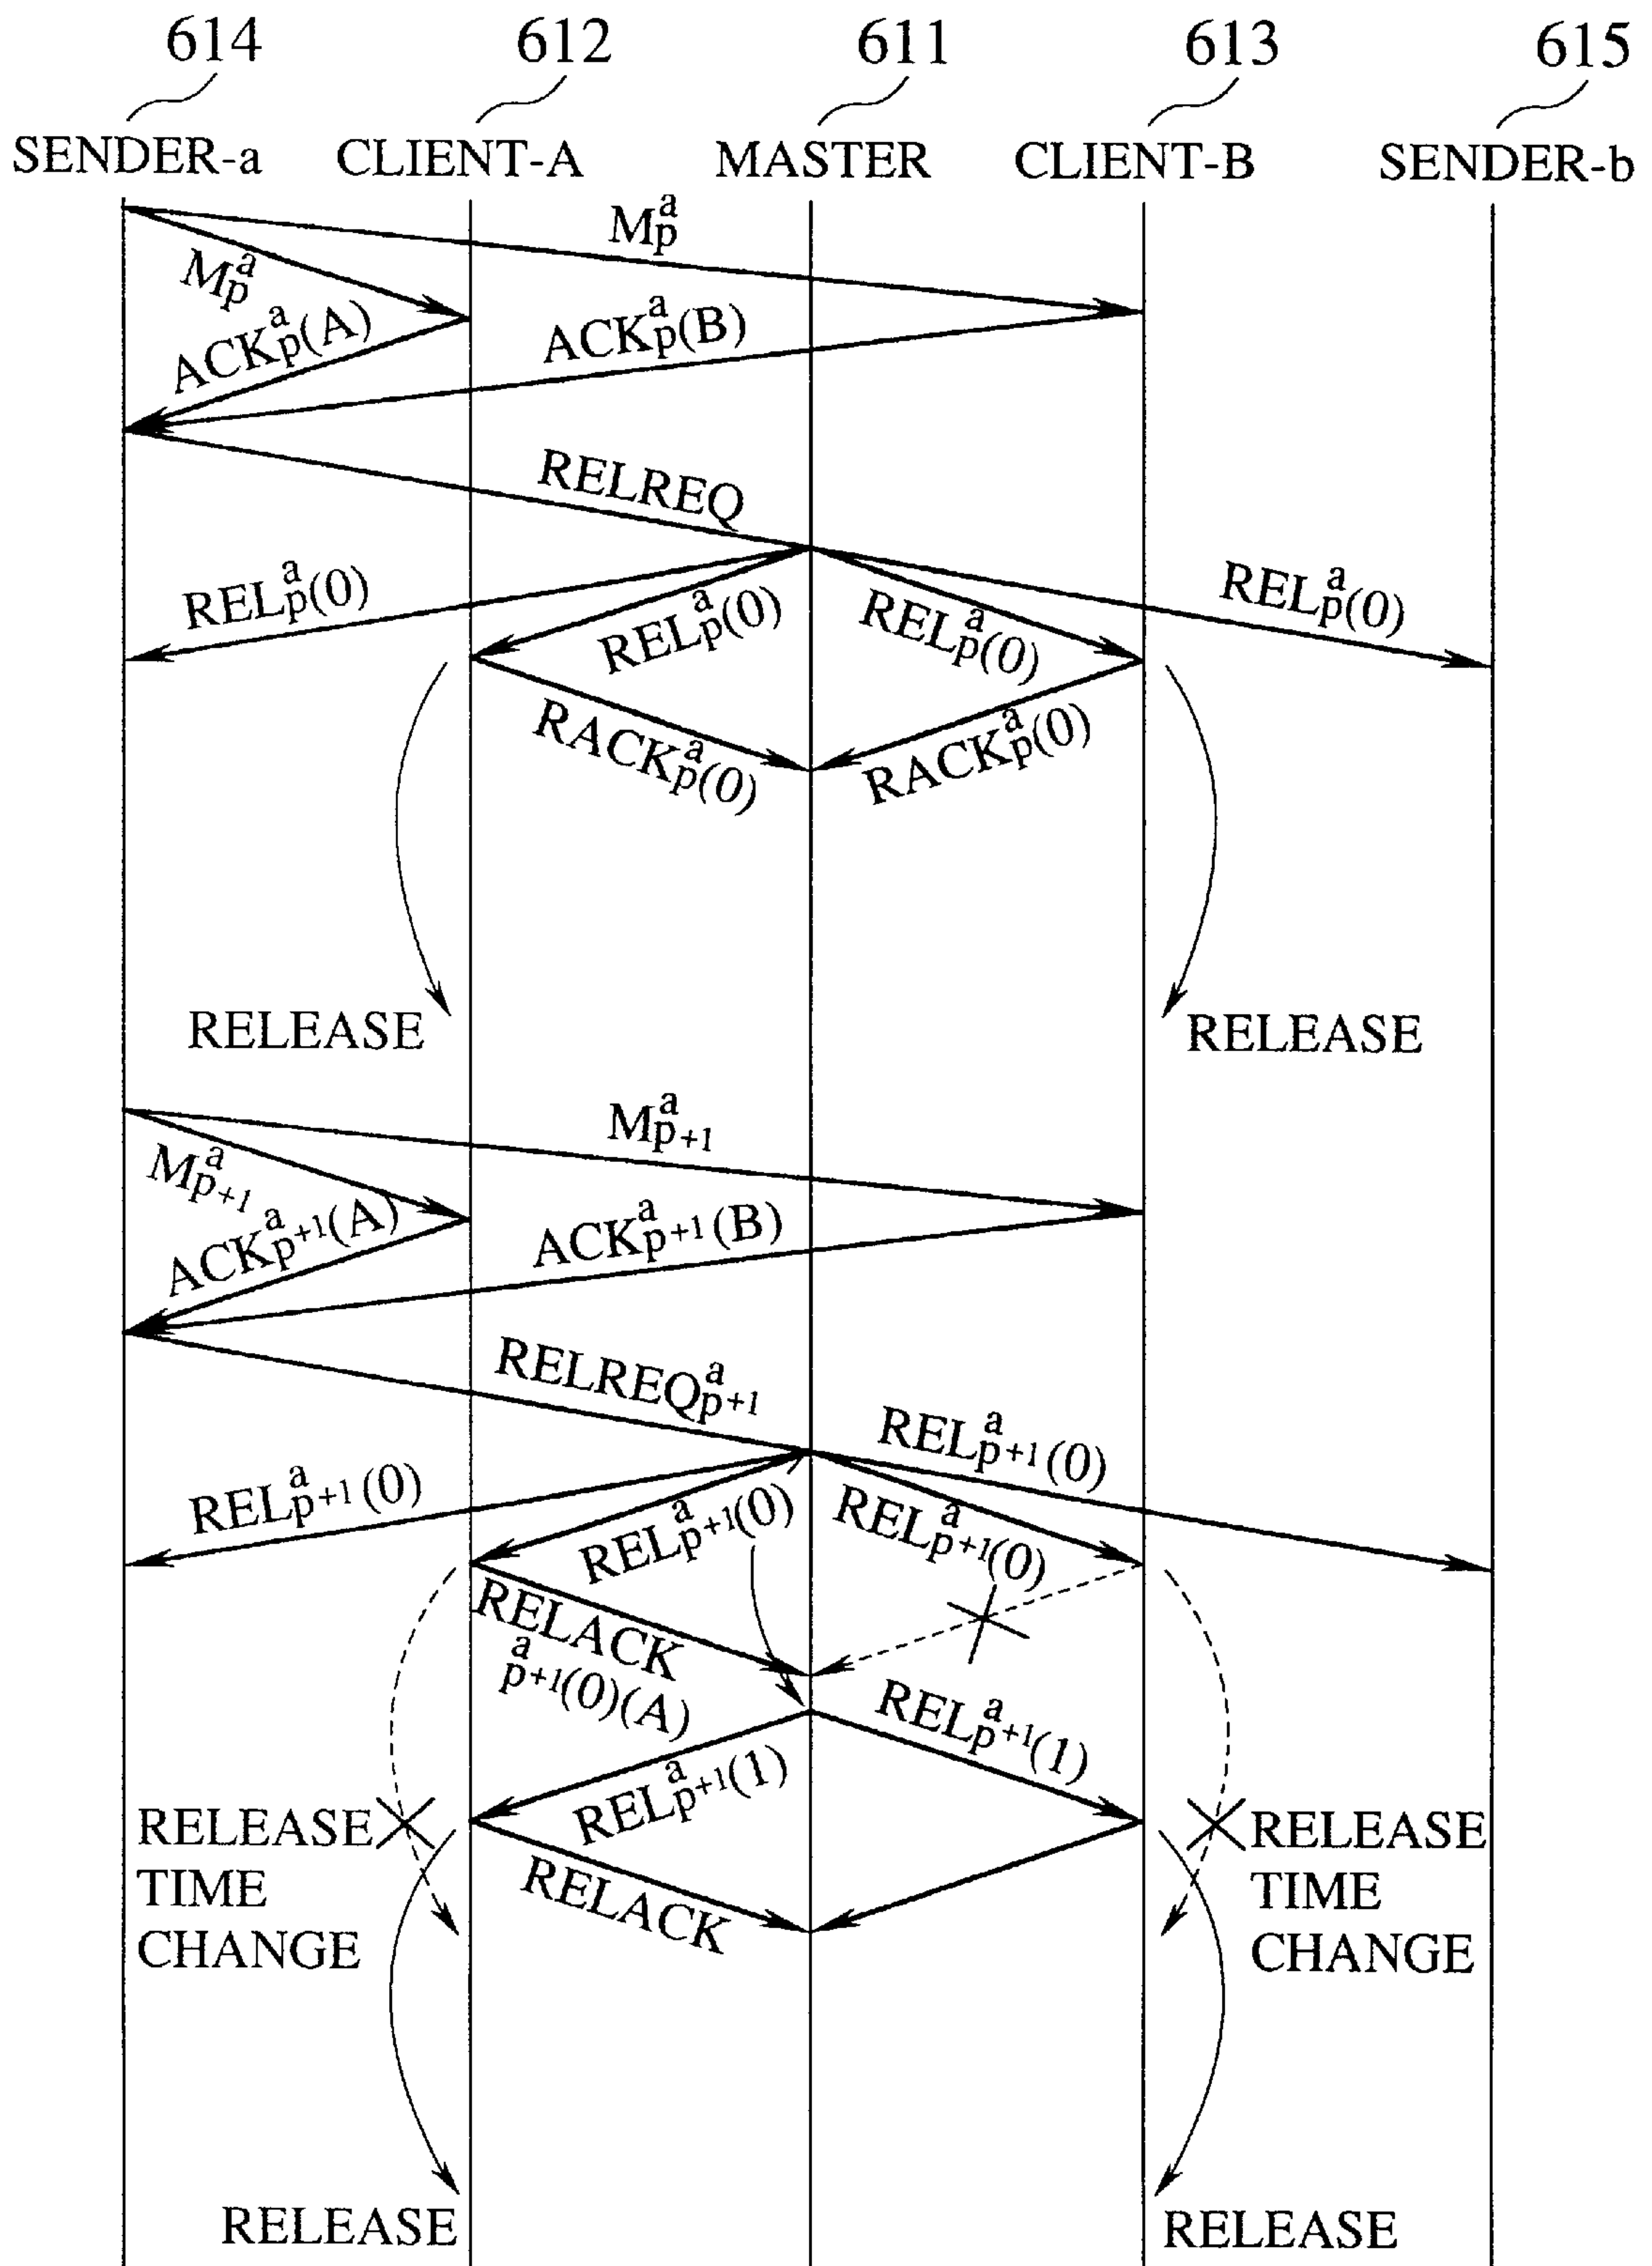 614 612 611 613 615
SENDER-a CLIENT-A MASTER CLIENT-B SENDER-b
M^a_p
M^a_p
ACK^a_p(A)
ACK^a_p(B)
RELREQ
REL^a_p(0)
REL^a_p(0)
REL^a_p(0)
REL^a_p(0)
RACK^a_p(0)
RACK^a_p(0)
RELEASE
RELEASE
M^a_p+1
M^a_p+1
ACK^a_p+1(A)
ACK^a_p+1(B)
RELREQ^a_p+1
REL^a_p+1(0)
REL^a_p+1(0)
REL^a_p+1(0)
REL^a_p+1(0)
RELACK
^a_p+1(0)(A)
REL^a_p+1(1)
REL^a_p+1(1)
RELEASE
TIME
CHANGE
RELEASE
TIME
CHANGE
RELACK
RELEASE
RELEASE